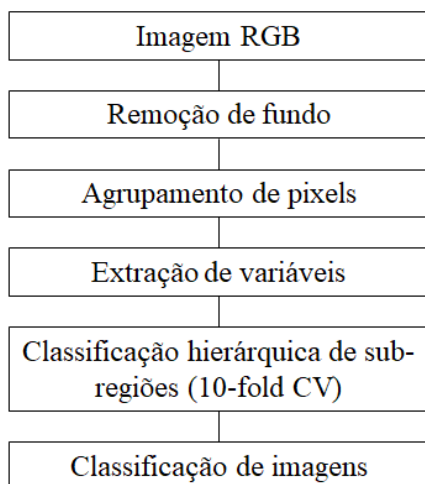 Imagem RGB
Remoção de fundo
Agrupamento de pixels
Extração de variáveis
Classificação hierárquica de sub-
regiões (10-fold CV)
Classificação de imagens